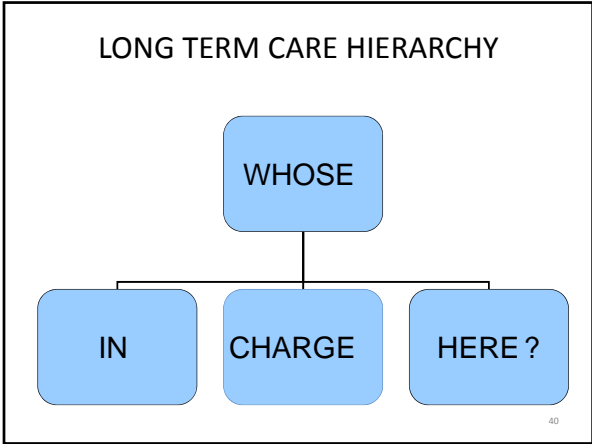 LONG TERM CARE HIERARCHY
WHOSE
IN
CHARGE
HERE ?
40